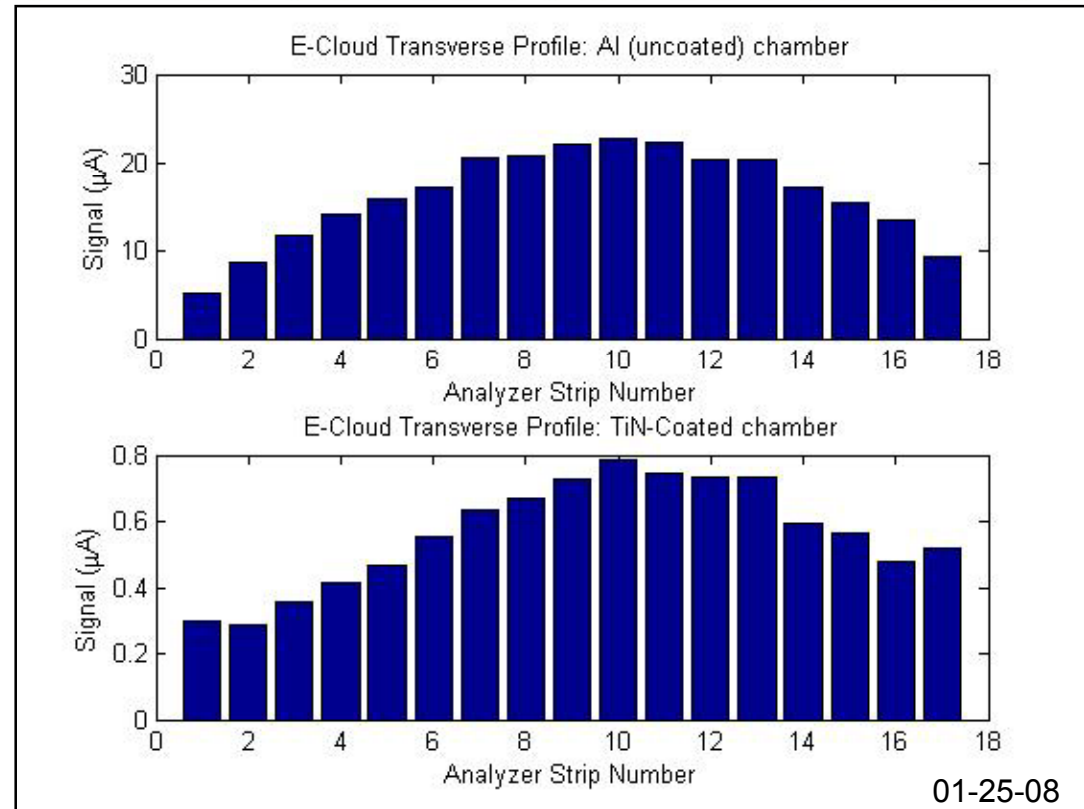 E-Cloud Transverse Profile: Al (uncoated) chamber
30
20
10
0
Signal (μA)
0 2 4 6 8 10 12 14 16 18
Analyzer Strip Number
E-Cloud Transverse Profile: TiN-Coated chamber
0.8
0.6
0.4
0.2
0
Signal (μA)
0 2 4 6 8 10 12 14 16 18
Analyzer Strip Number
01-25-08